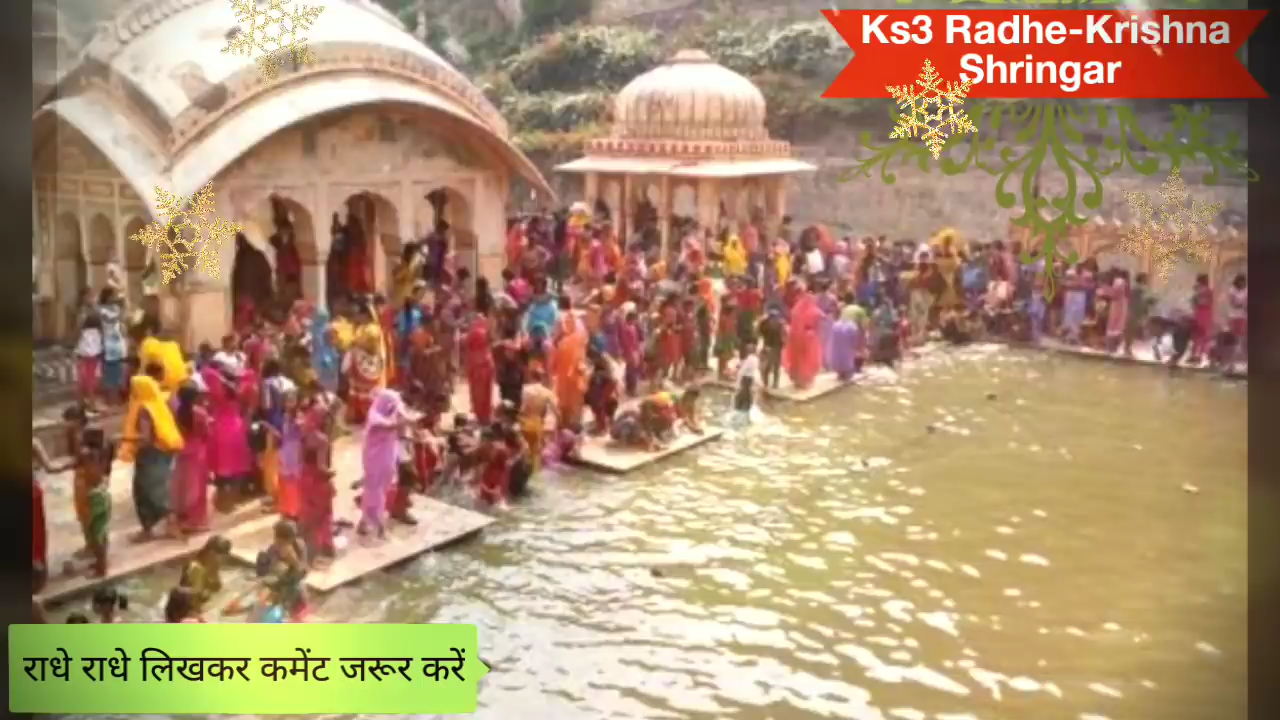 Ks3 Radhe-Krishna
Shringar
राधे राधे लिखकर कमेंट जरूर करें